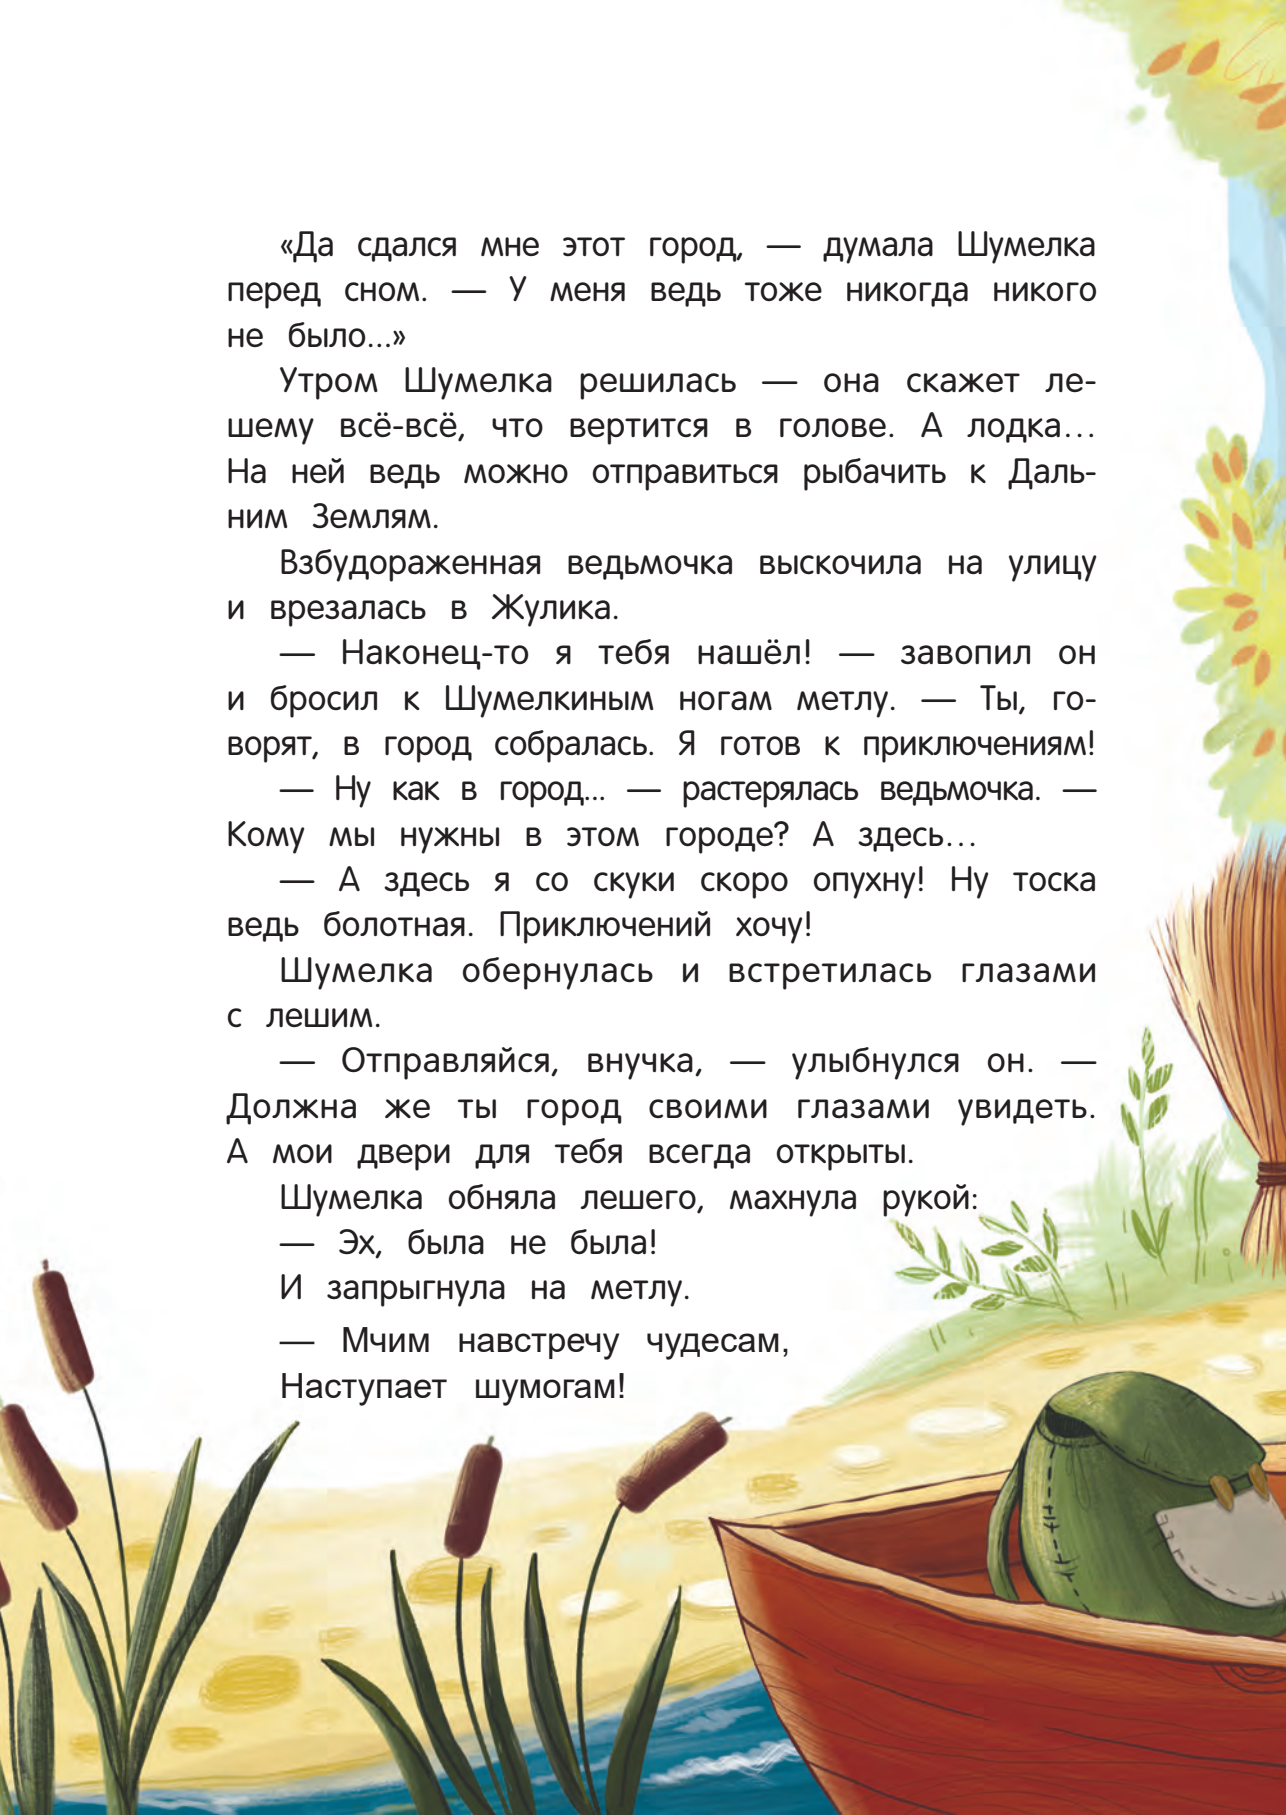 «Да сдался мне этот город, — думала Шумелка
перед сном. — У меня ведь тоже никогда никого
не было...»
Утром Шумелка решилась — она скажет ле-
шему всё-всё, что вертится в голове. А лодка...
На ней ведь можно отправиться рыбачить к Даль-
ним Землям.
Взбудораженная ведьмочка выскочила на улицу
и врезалась в Жулика.
— Наконец-то я тебя нашёл! — завопил он
и бросил к Шумелкиным ногам метлу. — Ты, го-
ворят, в город собралась. Я готов к приключениям!
— Ну как в город... — растерялась ведьмочка. —
Кому мы нужны в этом городе? А здесь...
— А здесь я со скуки скоро опухну! Ну тоска
ведь болотная. Приключений хочу!
Шумелка обернулась и встретилась глазами
с лешим.
— Отправляйся, внучка, — улыбнулся он. —
Должна же ты город своими глазами увидеть.
А мои двери для тебя всегда открыты.
Шумелка обняла лешего, махнула рукой:
— Эх, была не была!
И запрыгнула на метлу.
— Мчим навстречу чудесам,
Наступает шумогам!